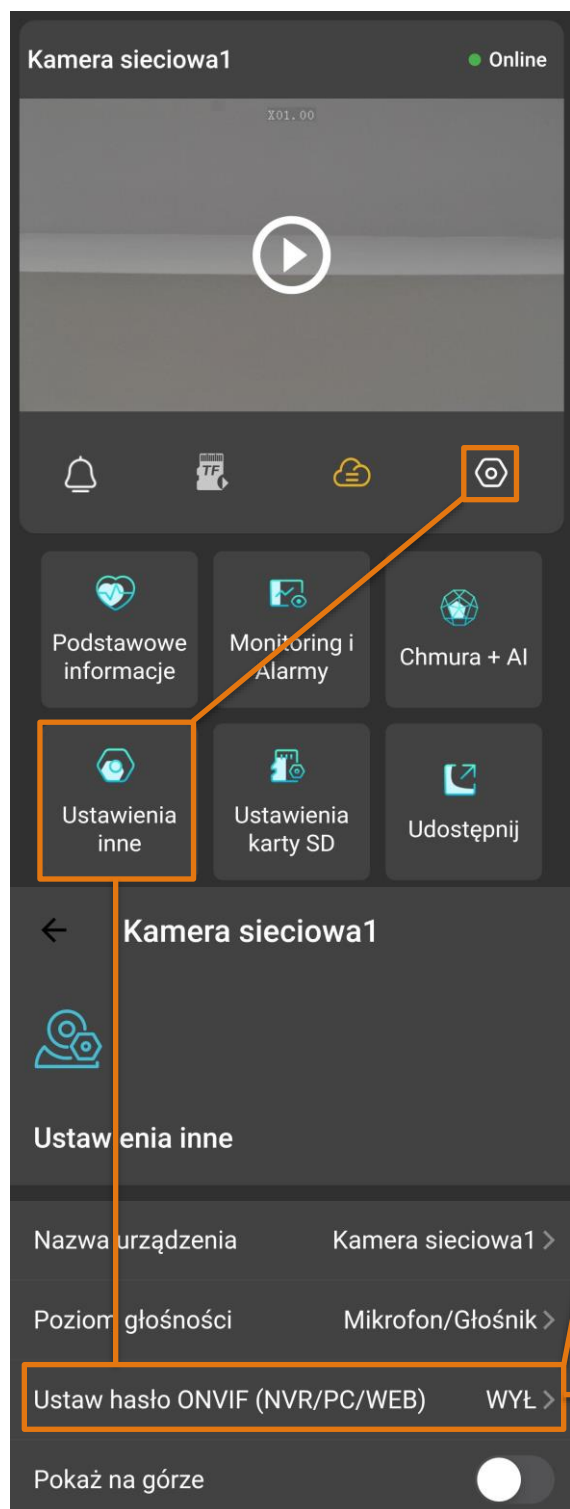 Kamera sieciowa1
Online
X01.00
TF
Podstawowe
informacje
Monitoring i
Alarmy
Chmura + AI
Ustawienia
inne
Ustawienia
karty SD
Udostępnij
Kamera sieciowa1
Ustawienia inne
Nazwa urządzenia Kamera sieciowa1
Poziom głośności Mikrofon/Głośnik
Ustaw hasło ONVIF (NVR/PC/WEB) WYŁ
Pokaż na górze